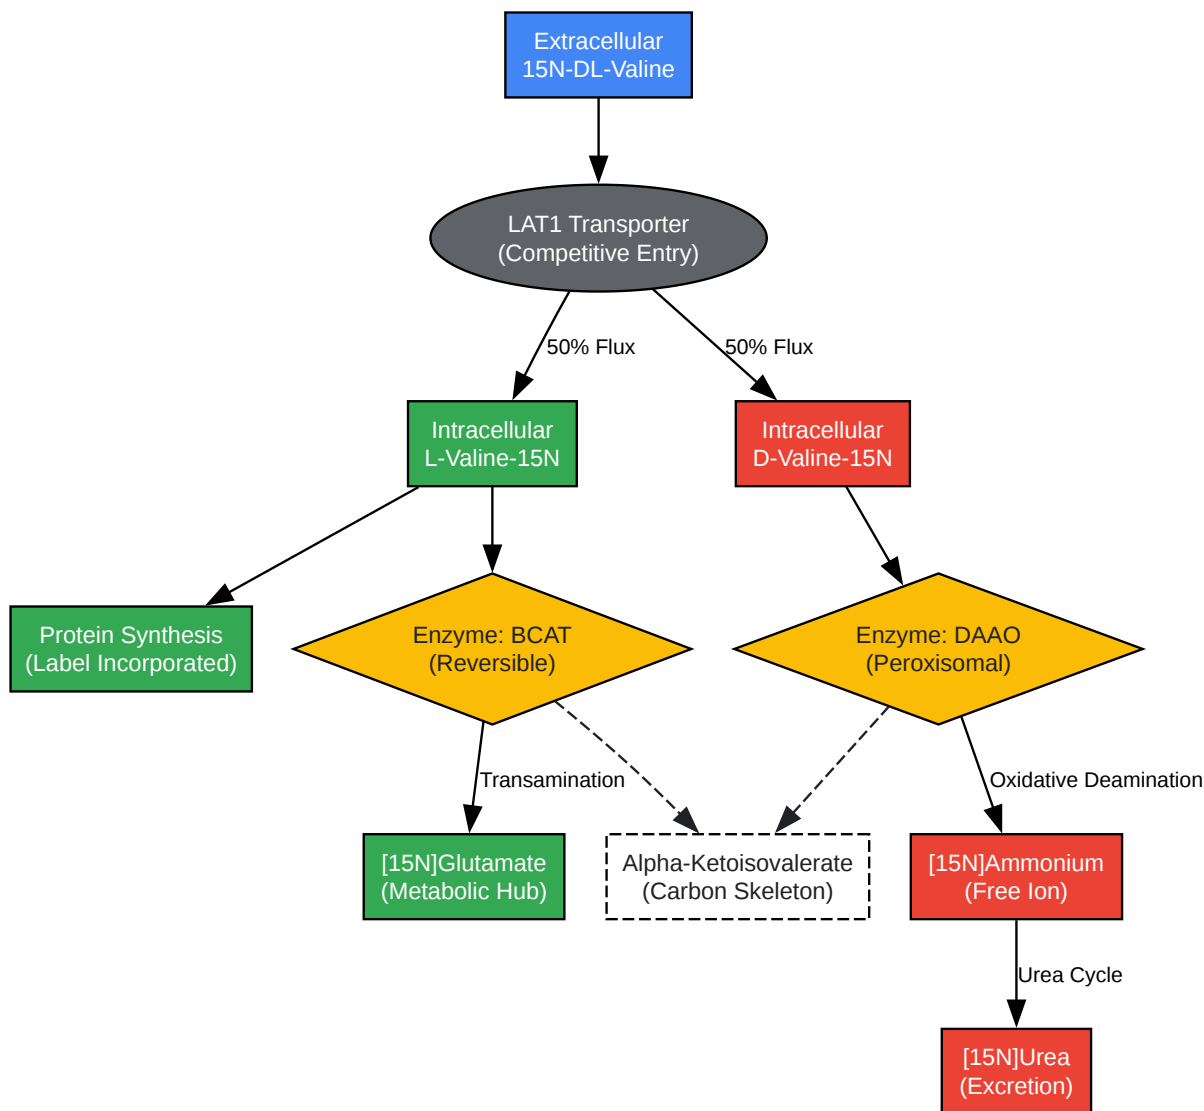 Extracellular
15N-DL-Valine
LAT1 Transporter
(Competitive Entry)
50% Flux
50% Flux
Intracellular
L-Valine-15N
Intracellular
D-Valine-15N
Protein Synthesis
(Label Incorporated)
Enzyme: BCAT
(Reversible)
Enzyme: DAAO
(Peroxisomal)
Transamination
Oxidative Deamination
[15N]Glutamate
(Metabolic Hub)
Alpha-Ketoisovalerate
(Carbon Skeleton)
[15N]Ammonium
(Free Ion)
Urea Cycle
[15N]Urea
(Excretion)